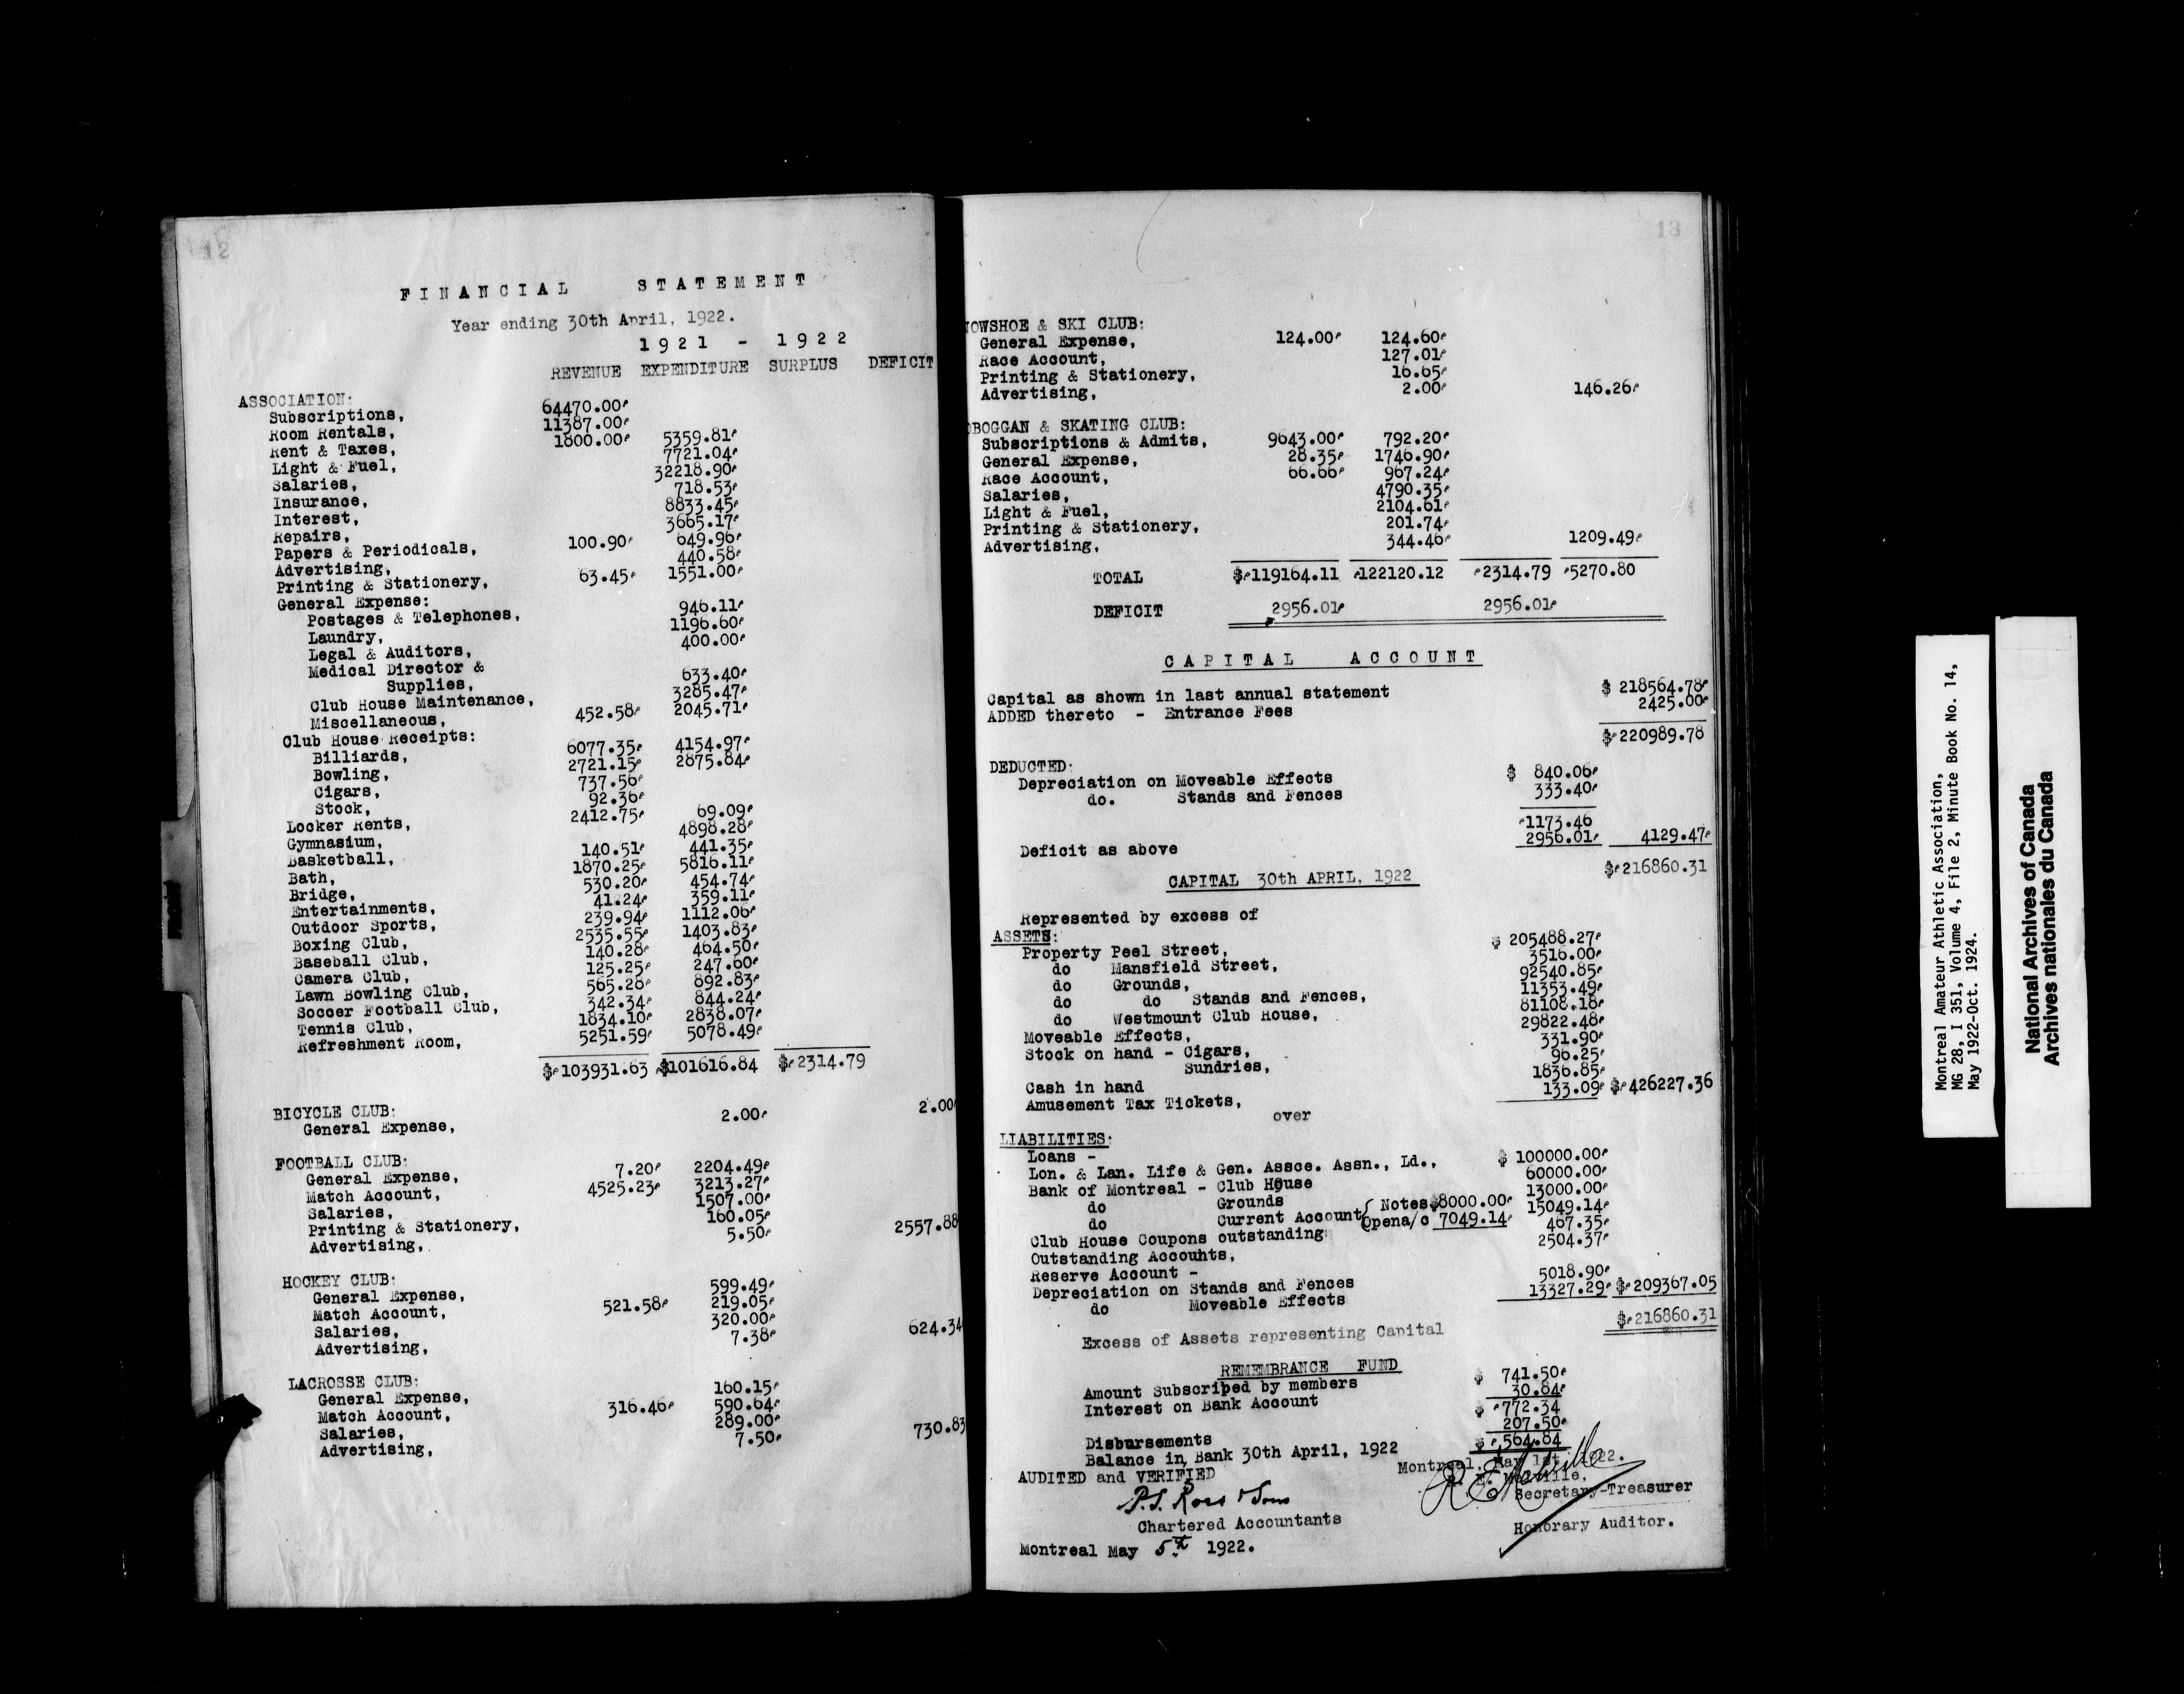 12
FINANCIAL STATEMENT
Year ending 30th April, 1922.
1921 - 1922
REVENUE EXPENDITURE SURPLUS DEFICIT
ASSOCIATION:
Subscriptions, 64470.00
Room Rentals, 11387.00
Rent & Taxes, 1800.00 5359.81
Light & Fuel, 7721.04
Salaries, 32218.90
Insurance, 718.53
Interest, 8833.45
Repairs, 3665.17
Papers & Periodicals, 100.90 649.96
Advertising, 440.58
Printing & Stationery, 63.45 1551.00
General Expense:
Postages & Telephones, 946.11
Laundry, 1196.60
Legal & Auditors, 400.00
Medical Director &
Supplies, 633.40
Club House Maintenance, 3285.47
Miscellaneous, 452.58 2045.71
Club House Receipts:
Billiards, 6077.35 4154.97
Bowling, 2721.15 2875.84
Cigars, 737.56
Stock, 92.36
Locker Rents, 2412.75 69.09
Gymnasium, 4898.28
Basketball, 140.51 441.35
Bath, 1870.25 5816.11
Bridge, 530.20 454.74
Entertainments, 41.24 359.11
Outdoor Sports, 239.94 1112.06
Boxing Club, 2535.55 1403.83
Baseball Club, 140.28 464.50
Camera Club, 125.25 247.60
Lawn Bowling Club, 565.28 892.83
Soccer Football Club, 342.34 844.24
Tennis Club, 1834.10 2838.07
Refreshment Room, 5251.59 5078.49
$ 103931.63 $101616.84 $ 2314.79
BICYCLE CLUB:
General Expense, 2.00 2.00
FOOTBALL CLUB:
General Expense, 7.20 2204.49
Match Account, 4525.23 3213.27
Salaries, 1507.00
Printing & Stationery, 160.05
Advertising, 5.50 2557.88
HOCKEY CLUB:
General Expense, 599.49
Match Account, 521.58 219.05
Salaries, 320.00
Advertising, 7.38 624.34
LACROSSE CLUB:
General Expense, 160.15
Match Account, 316.46 590.64
Salaries, 289.00
Advertising, 7.50 730.83
13
OWSHOE & SKI CLUB:
General Expense, 124.00 124.60
Race Account, 127.01
Printing & Stationery, 16.65
Advertising, 2.00 146.26
OBOGGAN & SKATING CLUB:
Subscriptions & Admits, 9643.00 792.20
General Expense, 28.35 1746.90
Race Account, 66.66 967.24
Salaries, 4790.35
Light & Fuel, 2104.61
Printing & Stationery, 201.74
Advertising, 344.46 1209.49
TOTAL $ 119164.11 122120.12 2314.79 5270.80
DEFICIT 2956.01 2956.01
CAPITAL ACCOUNT
Capital as shown in last annual statement $ 218564.78
ADDED thereto - Entrance Fees 2425.00
$ 220989.78
DEDUCTED:
Depreciation on Moveable Effects $ 840.06
do. Stands and Fences 333.40
1173.46
Deficit as above 2956.01 4129.47
$ 216860.31
CAPITAL 30th APRIL, 1922
Represented by excess of
ASSETS:
Property Peel Street, $ 205488.27
do Mansfield Street, 3516.00
do Grounds, 92540.85
do do Stands and Fences, 11353.49
do Westmount Club House, 81108.18
Moveable Effects, 29822.48
Stock on hand - Cigars, 331.90
Sundries, 96.25
Cash in hand 1836.85
Amusement Tax Tickets, 133.09 $ 426227.36
over
LIABILITIES:
Loans -
Lon. & Lan. Life & Gen. Assce. Assn., Ld., $ 100000.00
Bank of Montreal - Club House 60000.00
do Grounds 13000.00
do Current Account { Notes $8000.00
Opena/c 7049.14 15049.14
Club House Coupons outstanding 467.35
Outstanding Accounts, 2504.37
Reserve Account -
Depreciation on Stands and Fences 5018.90
do Moveable Effects 13327.29 $ 209367.05
Excess of Assets representing Capital $ 216860.31
REMEMBRANCE FUND
Amount Subscribed by members $ 741.50
Interest on Bank Account 30.84
$ 772.34
Disbursements 207.50
Balance in Bank 30th April, 1922 $ 564.84
AUDITED and VERIFIED Montreal, May 1st, 1922.
P.S. Ross & Sons
Secretary-Treasurer
Chartered Accountants
Honorary Auditor.
Montreal May 5th 1922.
Montreal Amateur Athletic Association,
MG 28, I 351, Volume 4, File 2, Minute Book No. 14,
May 1922-Oct. 1924.
National Archives of Canada
Archives nationales du Canada